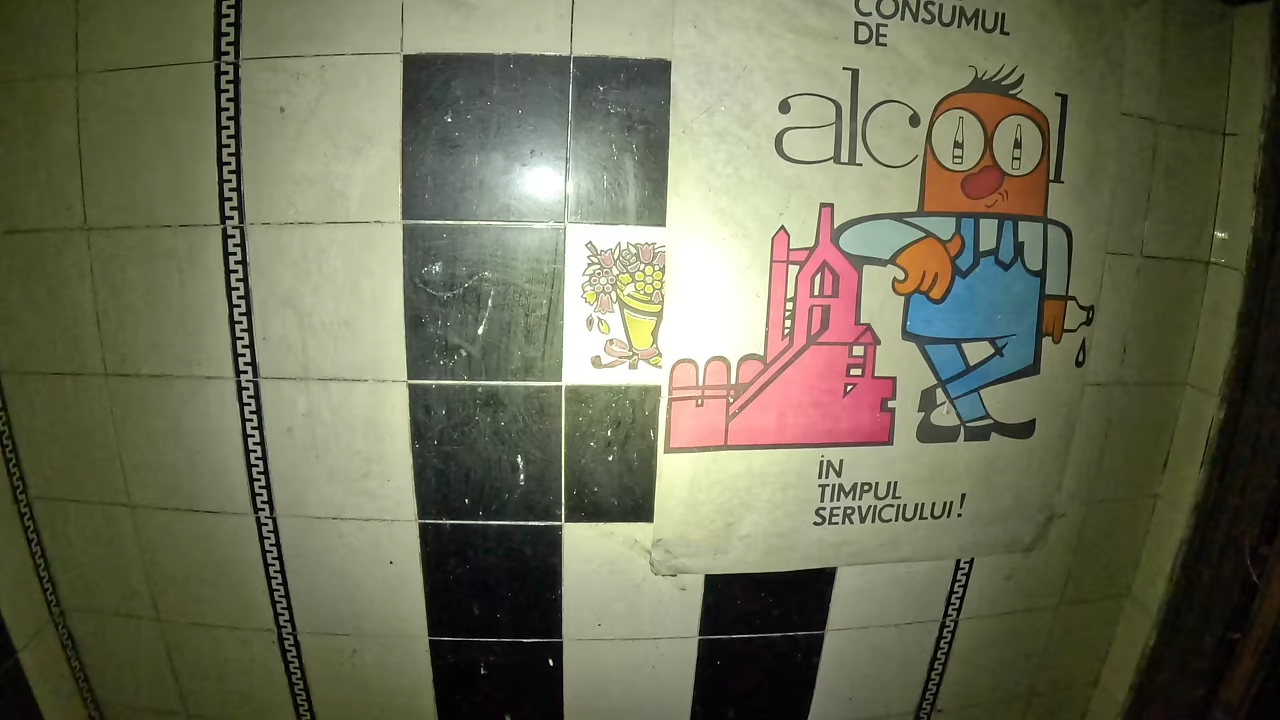 CONSUMUL
DE
alcool
ÎN
TIMPUL
SERVICIULUI!